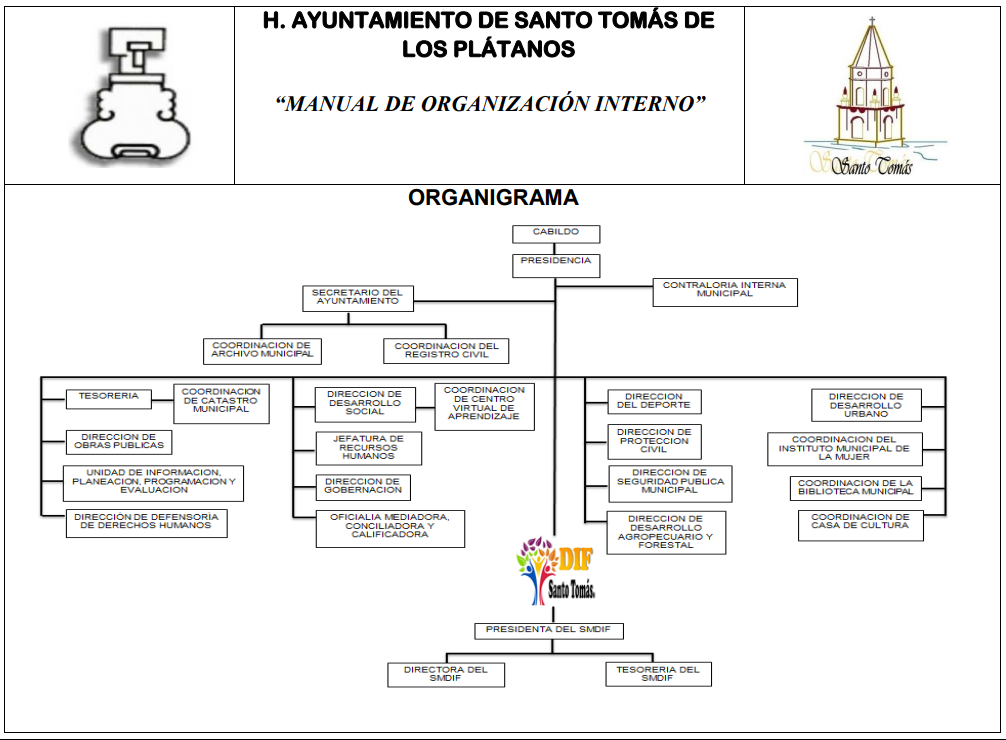 H. AYUNTAMIENTO DE SANTO TOMÁS DE
LOS PLÁTANOS
“MANUAL DE ORGANIZACIÓN INTERNO”
Santo Tomás
ORGANIGRAMA
CABILDO
PRESIDENCIA
SECRETARIO DEL
AYUNTAMIENTO
CONTRALORIA INTERNA
MUNICIPAL
COORDINACION DE
ARCHIVO MUNICIPAL
COORDINACION DEL
REGISTRO CIVIL
TESORERIA
COORDINACION
DE CATASTRO
MUNICIPAL
DIRECCION DE
OBRAS PUBLICAS
UNIDAD DE INFORMACION,
PLANEACION, PROGRAMACION Y
EVALUACION
DIRECCIÓN DE DEFENSORÍA
DE DERECHOS HUMANOS
DIRECCION DE
DESARROLLO
SOCIAL
COORDINACION
DE CENTRO
VIRTUAL DE
APRENDIZAJE
JEFATURA DE
RECURSOS
HUMANOS
DIRECCION DE
GOBERNACION
OFICIALIA MEDIADORA,
CONCILIADORA Y
CALIFICADORA
DIRECCION
DEL DEPORTE
DIRECCION DE
PROTECCION
CIVIL
DIRECCION DE
SEGURIDAD PUBLICA
MUNICIPAL
DIRECCION DE
DESARROLLO
AGROPECUARIO Y
FORESTAL
DIRECCION DE
DESARROLLO
URBANO
COORDINACION DEL
INSTITUTO MUNICIPAL DE
LA MUJER
COORDINACION DE LA
BIBLIOTECA MUNICIPAL
COORDINACION DE
CASA DE CULTURA
DIF
Santo Tomás.
PRESIDENTA DEL SMDIF
DIRECTORA DEL
SMDIF
TESORERIA DEL
SMDIF